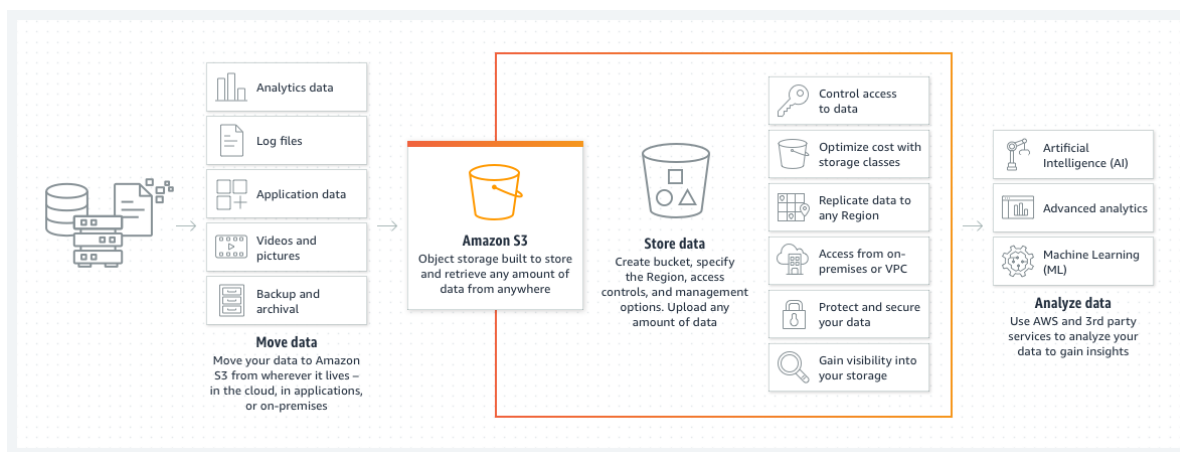 Analytics data
Log files
Application data
Videos and
pictures
Backup and
archival
Move data
Move your data to Amazon
S3 from wherever it lives –
in the cloud, in applications,
or on-premises
Amazon S3
Object storage built to store
and retrieve any amount of
data from anywhere
Store data
Create bucket, specify
the Region, access
controls, and management
options. Upload any
amount of data
Control access
to data
Optimize cost with
storage classes
Replicate data to
any Region
Access from on-
premises or VPC
Protect and secure
your data
Gain visibility into
your storage
Artificial
Intelligence (AI)
Advanced analytics
Machine Learning
(ML)
Analyze data
Use AWS and 3rd party
services to analyze your
data to gain insights